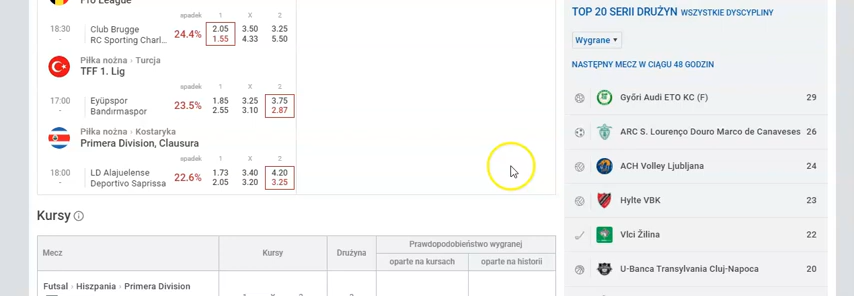 Pro League
spadek 1 X 2
18:30 Club Brugge 24.4% 2.05 3.50 3.25
- RC Sporting Charl... 1.55 4.33 5.50
Piłka nożna › Turcja
TFF 1. Lig
spadek 1 X 2
17:00 Eyüpspor 23.5% 1.85 3.25 3.75
- Bandırmaspor 2.55 3.10 2.87
Piłka nożna › Kostaryka
Primera Division, Clausura
spadek 1 X 2
18:00 LD Alajuelense 22.6% 1.73 3.40 4.20
- Deportivo Saprissa 2.05 3.20 3.25
Kursy
Mecz Kursy Drużyna Prawdopodobieństwo wygranej
oparte na kursach oparte na historii
Futsal › Hiszpania › Primera Division
TOP 20 SERII DRUŻYN WSZYSTKIE DYSCYPLINY
Wygrane
NASTĘPNY MECZ W CIĄGU 48 GODZIN
Győri Audi ETO KC (F) 29
ARC S. Lourenço Douro Marco de Canaveses 26
ACH Volley Ljubljana 24
Hylte VBK 23
Vlci Žilina 22
U-Banca Transylvania Cluj-Napoca 20